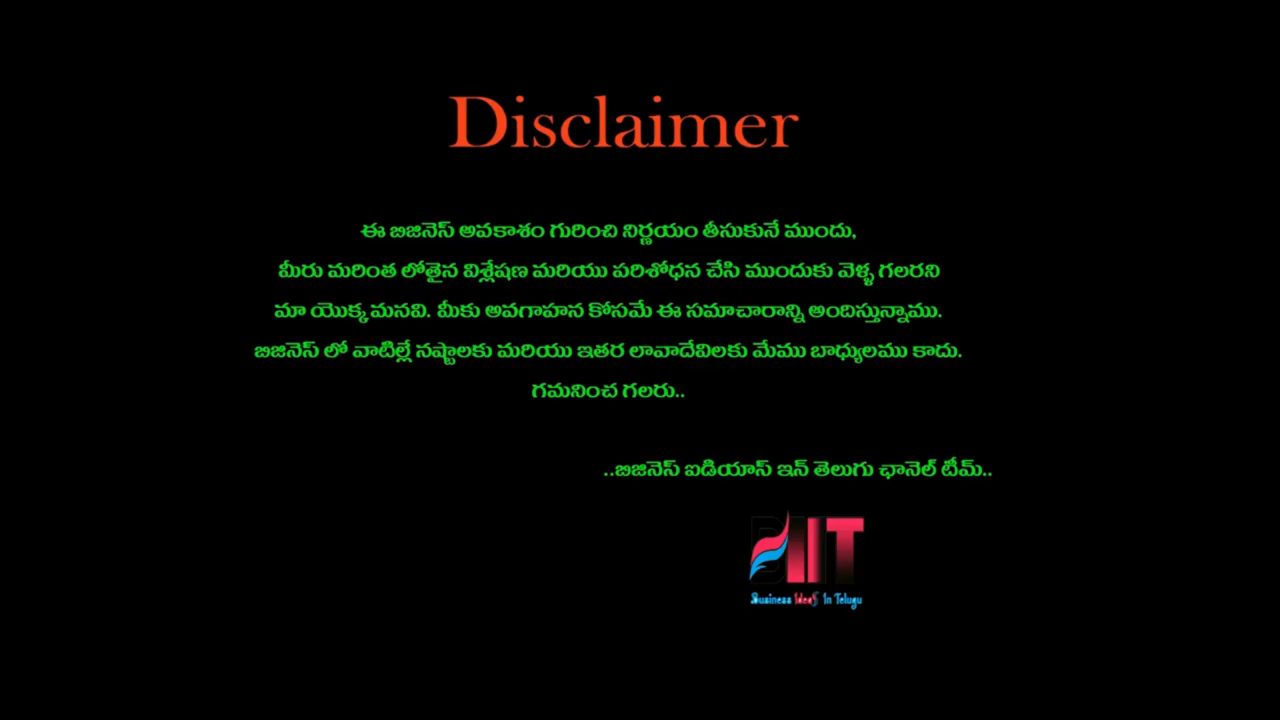 Disclaimer
ఈ బిజినెస్ అవకాశం గురించి నిర్ణయం తీసుకునే ముందు,
మీరు మరింత లోతైన విశ్లేషణ మరియు పరిశోధన చేసి ముందుకు వెళ్ళ గలరని
మా యొక్క మనవి. మీకు అవగాహన కోసమే ఈ సమాచారాన్ని అందిస్తున్నాము.
బిజినెస్ లో వాటిల్లే నష్టాలకు మరియు ఇతర లావాదేవిలకు మేము బాధ్యులము కాదు.
గమనించ గలరు..
..బిజినెస్ ఐడియాస్ ఇన్ తెలుగు ఛానెల్ టీమ్..
BIIT
Business Ideas In Telugu